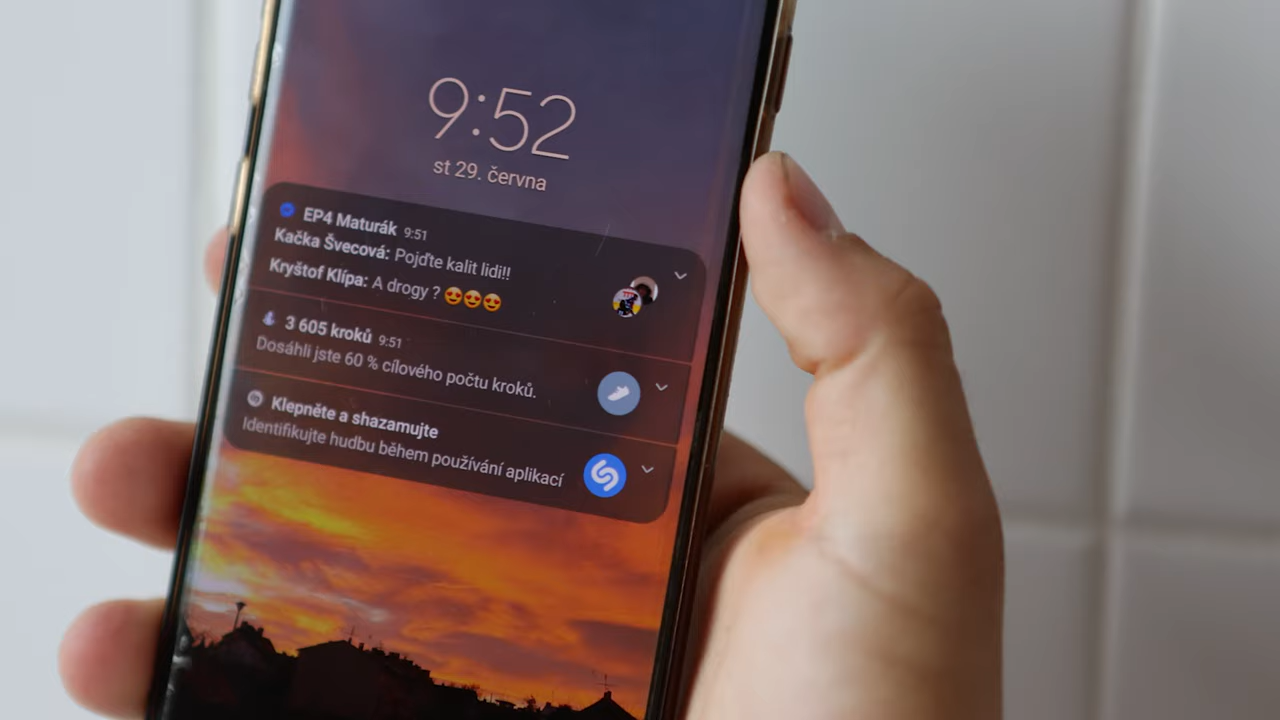 9:52
st 29. června
EP4 Maturák 9:51
Kačka Švecová: Pojďte kalit lidi!!
Kryštof Klípa: A drogy ? 😍😍😍
3 605 kroků 9:51
Dosáhli jste 60 % cílového počtu kroků.
Klepněte a shazamujte
Identifikujte hudbu během používání aplikací